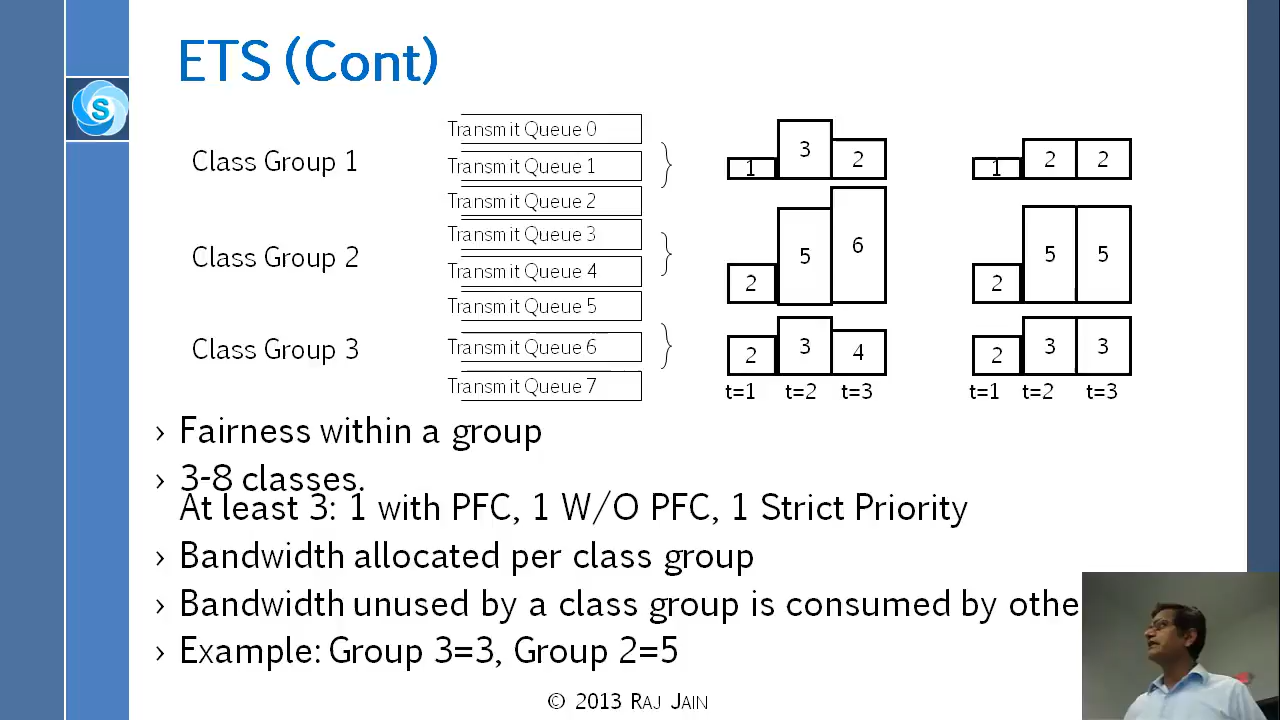 ETS (Cont)
S
Class Group 1
Class Group 2
Class Group 3
Transmit Queue 0
Transmit Queue 1
Transmit Queue 2
Transmit Queue 3
Transmit Queue 4
Transmit Queue 5
Transmit Queue 6
Transmit Queue 7
1 3 2
2 5 6
2 3 4
t=1 t=2 t=3
1 2 2
2 5 5
2 3 3
t=1 t=2 t=3
› Fairness within a group
› 3-8 classes.
At least 3: 1 with PFC, 1 W/O PFC, 1 Strict Priority
› Bandwidth allocated per class group
› Bandwidth unused by a class group is consumed by othe
› Example: Group 3=3, Group 2=5
© 2013 RAJ JAIN